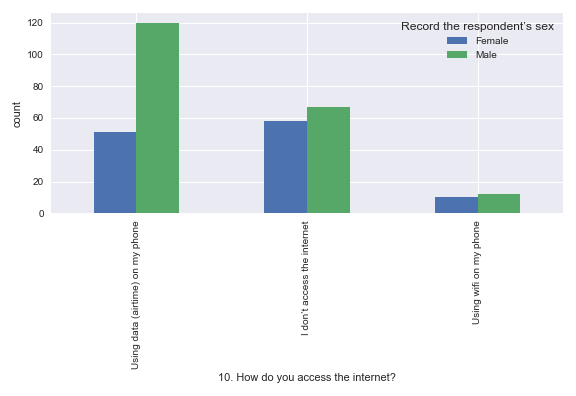 Record the respondent's sex
Female
Male
120
100
80
60
40
20
0
count
Using data (airtime) on my phone
I don't access the internet
Using wifi on my phone
10. How do you access the internet?